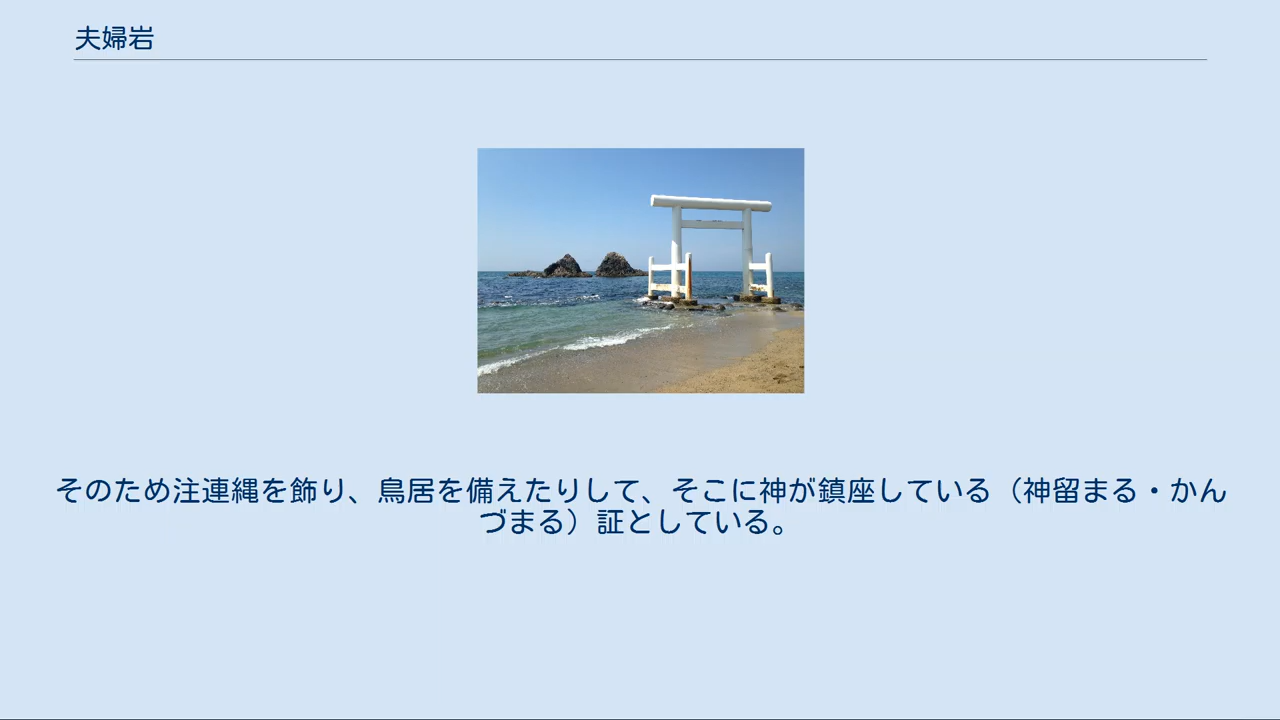 夫婦岩
そのため注連縄を飾り、鳥居を備えたりして、そこに神が鎮座している（神留まる・かん
づまる）証としている。